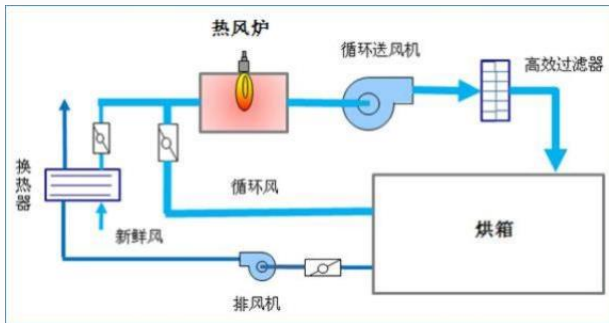 热风炉
循环送风机
高效过滤器
换热器
循环风
新鲜风
烘箱
排风机